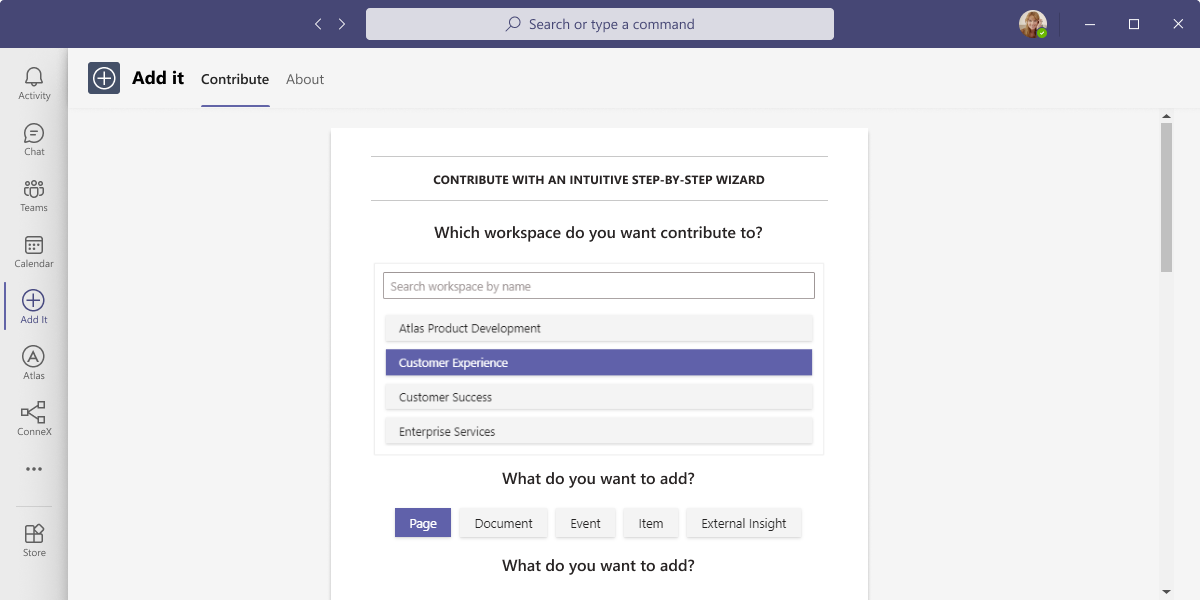 Search or type a command
Activity
Chat
Teams
Calendar
Add It
Atlas
ConneX
Store
Add it
Contribute
About
CONTRIBUTE WITH AN INTUITIVE STEP-BY-STEP WIZARD
Which workspace do you want contribute to?
Search workspace by name
Atlas Product Development
Customer Experience
Customer Success
Enterprise Services
What do you want to add?
Page
Document
Event
Item
External Insight
What do you want to add?